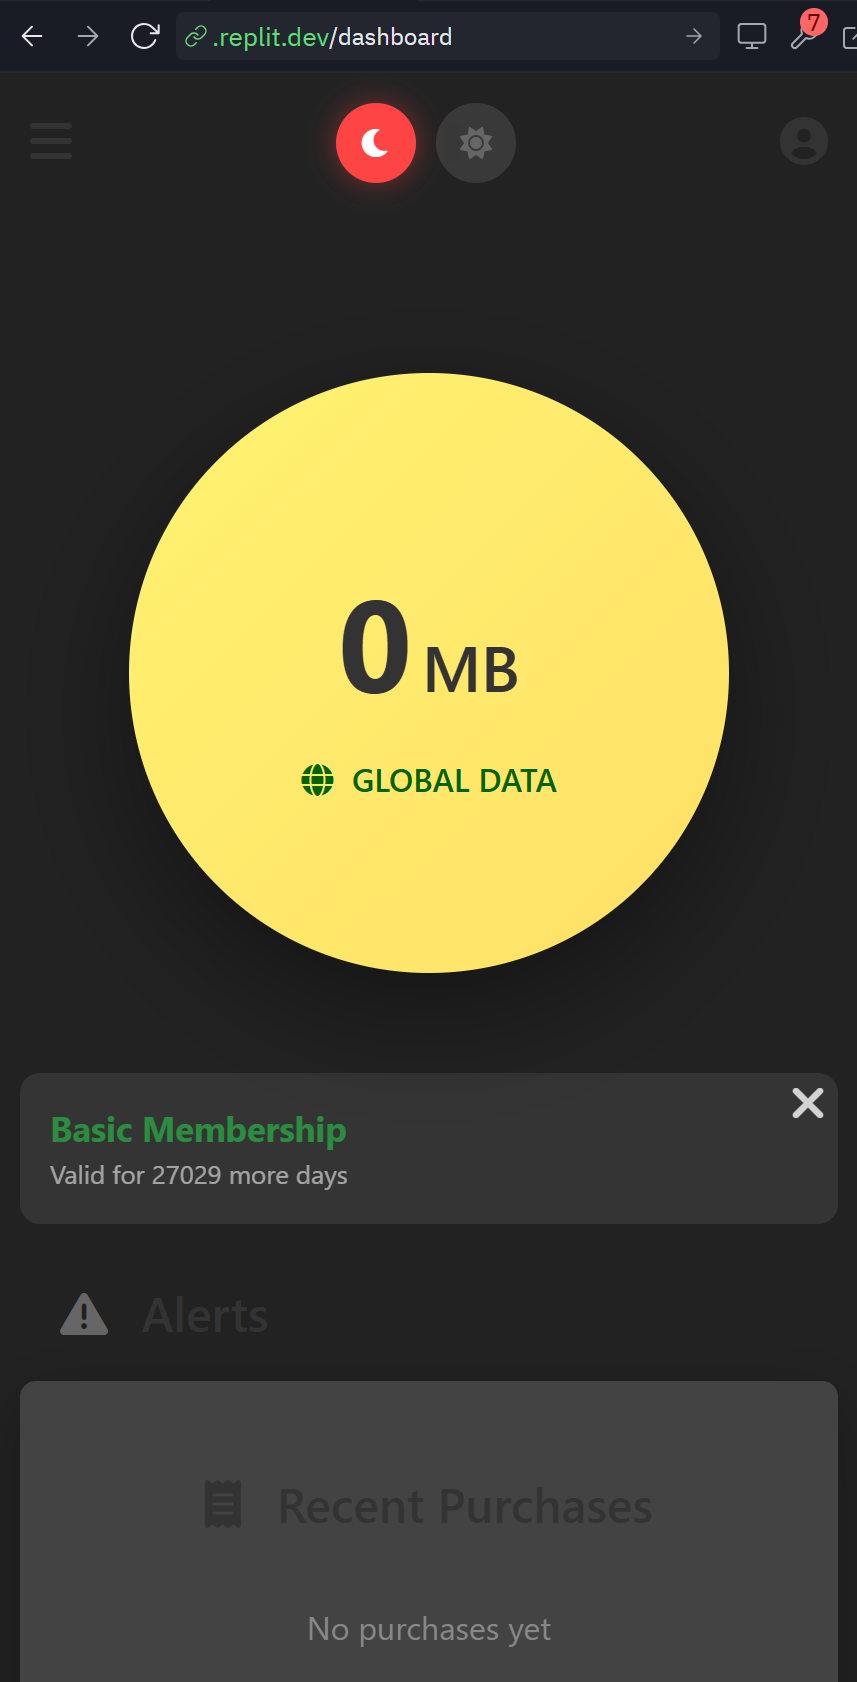 .replit.dev/dashboard
7
0 MB
GLOBAL DATA
Basic Membership
Valid for 27029 more days
Alerts
Recent Purchases
No purchases yet